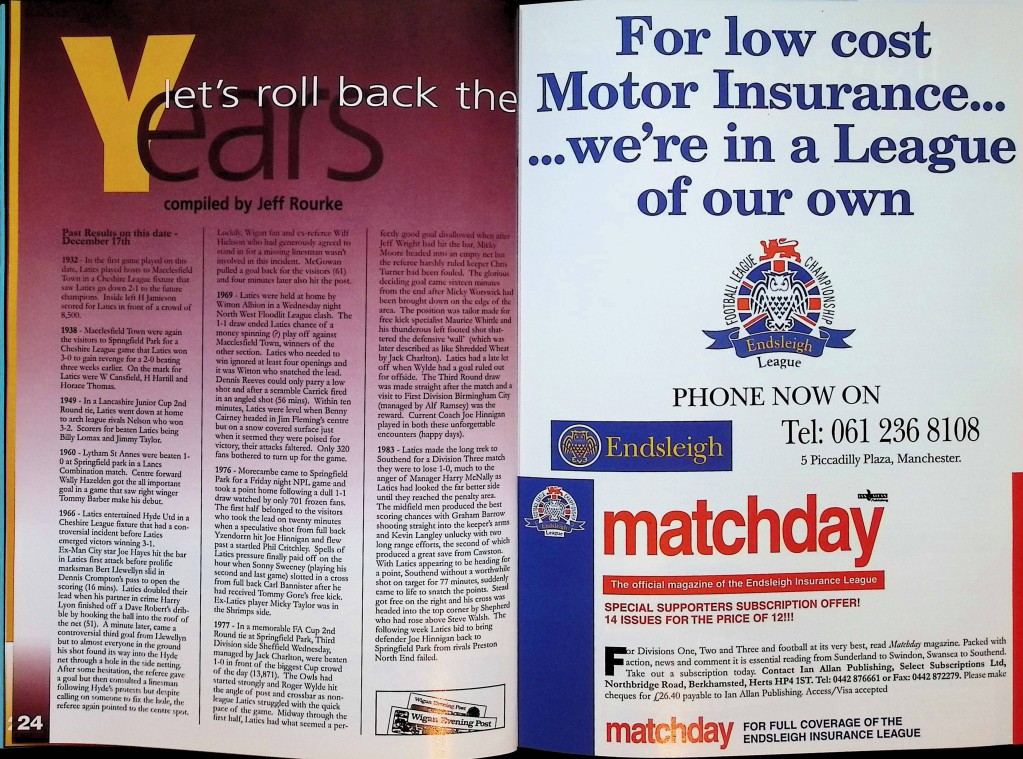 let's roll back the
Years
compiled by Jeff Rourke
Past Results on this date -
December 17th
1932 - In the first game played on this
date, Latics played hosts to Macclesfield
Town in a Cheshire League fixture that
saw Latics go down 2-1 to the future
champions. Inside left H Jamieson
scored for Latics in front of a crowd of
8,500.
1938 - Macclesfield Town were again
the visitors to Springfield Park for a
Cheshire League game that Latics won
3-0 to gain revenge for a 2-0 beating
three weeks earlier. On the mark for
Latics were W Cansfield, H Hartill and
Horace Thomas.
1949 - In a Lancashire Junior Cup 2nd
Round tie, Latics went down at home
to arch league rivals Nelson who won
3-2. Scorers for beaten Latics being
Billy Lomax and Jimmy Taylor.
1960 - Lytham St Annes were beaten 1-
0 at Springfield park in a Lancs
Combination match. Centre forward
Wally Hazelden got the all important
goal in a game that saw right winger
Tommy Barber make his debut.
1966 - Latics entertained Hyde Utd in a
Cheshire League fixture that had a con-
troversial incident before Latics
emerged victors winning 3-1.
Ex-Man City star Joe Hayes hit the bar
in Latics first attack before prolific
marksman Bert Llewellyn slid in
Dennis Crompton's pass to open the
scoring (16 mins). Latics doubled their
lead when his partner in crime Harry
Lyon finished off a Dave Robert's drib-
ble by hooking the ball into the roof of
the net (51). A minute later, came a
controversial third goal from Llewellyn
but to almost everyone in the ground
his shot found its way into the Hyde
net through a hole in the side netting.
After some hesitation, the referee gave
a goal but then consulted a linesman
following Hyde's protests but despite
calling on someone to fix the hole, the
referee again pointed to the centre spot.
Luckily, Wigan fan and ex-referee Wilf
Hickson who had generously agreed to
stand in for a missing linesman wasn't
involved in this incident. McGowan
pulled a goal back for the visitors (61)
and four minutes later also hit the post.
1969 - Latics were held at home by
Witton Albion in a Wednesday night
North West Floodlit League clash. The
1-1 draw ended Latics chance of a
money spinning (?) play off against
Macclesfield Town, winners of the
other section. Latics who needed to
win ignored at least four openings and
it was Witton who snatched the lead.
Dennis Reeves could only parry a low
shot and after a scramble Carrick fired
in an angled shot (56 mins). Within ten
minutes, Latics were level when Benny
Cairney headed in Jim Fleming's centre
but on a snow covered surface just
when it seemed they were poised for
victory, their attacks faltered. Only 320
fans bothered to turn up for the game.
1976 - Morecambe came to Springfield
Park for a Friday night NPL game and
took a point home following a dull 1-1
draw watched by only 701 frozen fans.
The first half belonged to the visitors
who took the lead on twenty minutes
when a speculative shot from full back
Yzendorrn hit Joe Hinnigan and flew
past a startled Phil Critchley. Spells of
Latics pressure finally paid off on the
hour when Sonny Sweeney (playing his
second and last game) slotted in a cross
from full back Carl Bannister after he
had received Tommy Gore's free kick.
Ex-Latics player Micky Taylor was in
the Shrimps side.
1977 - In a memorable FA Cup 2nd
Round tie at Springfield Park, Third
Division side Sheffield Wednesday,
managed by Jack Charlton, were beaten
1-0 in front of the biggest Cup crowd
of the day (13,871). The Owls had
started strongly and Roger Wylde hit
the angle of post and crossbar as non-
league Latics struggled with the quick
pace of the game. Midway through the
first half, Latics had what seemed a per-
fectly good goal disallowed when after
Jeff Wright had hit the bar, Micky
Moore headed into an empty net but
the referee harshly ruled keeper Chris
Turner had been fouled. The glorious
deciding goal came sixteen minutes
from the end after Micky Worswick had
been brought down on the edge of the
area. The position was tailor made for
free kick specialist Maurice Whittle and
his thunderous left footed shot shat-
tered the defensive 'wall' (which was
later described as like Shredded Wheat
by Jack Charlton). Latics had a late let
off when Wylde had a goal ruled out
for offside. The Third Round draw
was made straight after the match and a
visit to First Division Birmingham City
(managed by Alf Ramsey) was the
reward. Current Coach Joe Hinnigan
played in both these unforgettable
encounters (happy days).
1983 - Latics made the long trek to
Southend for a Division Three match
they were to lose 1-0, much to the
anger of Manager Harry McNally as
Latics had looked the far better side
until they reached the penalty area.
The midfield men produced the best
scoring chances with Graham Barrow
shooting straight into the keeper's arms
and Kevin Langley unlucky with two
long range efforts, the second of which
produced a great save from Cawston.
With Latics appearing to be heading for
a point, Southend without a worthwhile
shot on target for 77 minutes, suddenly
came to life to snatch the points. Stead
got free on the right and his cross was
headed into the top corner by Shepherd
who had rose above Steve Walsh. The
following week Latics bid to bring
defender Joe Hinnigan back to
Springfield Park from rivals Preston
North End failed.
Wigan Evening Post
Wigan Evening Post
24
For low cost
Motor Insurance...
...we're in a League
of our own
FOOTBALL LEAGUE CHAMPIONSHIP
Endsleigh
League
PHONE NOW ON
Endsleigh
Tel: 061 236 8108
5 Piccadilly Plaza, Manchester.
Endsleigh
League
IAN ALLAN
matchday
The official magazine of the Endsleigh Insurance League
SPECIAL SUPPORTERS SUBSCRIPTION OFFER!
14 ISSUES FOR THE PRICE OF 12!!!
For Divisions One, Two and Three and football at its very best, read Matchday magazine. Packed with
action, news and comment it is essential reading from Sunderland to Swindon, Swansea to Southend.
Take out a subscription today. Contact Ian Allan Publishing, Select Subscriptions Ltd,
Northbridge Road, Berkhamsted, Herts HP4 1ST. Tel: 0442 876661 or Fax: 0442 872279. Please make
cheques for £26.40 payable to Ian Allan Publishing. Access/Visa accepted
matchday FOR FULL COVERAGE OF THE
ENDSLEIGH INSURANCE LEAGUE